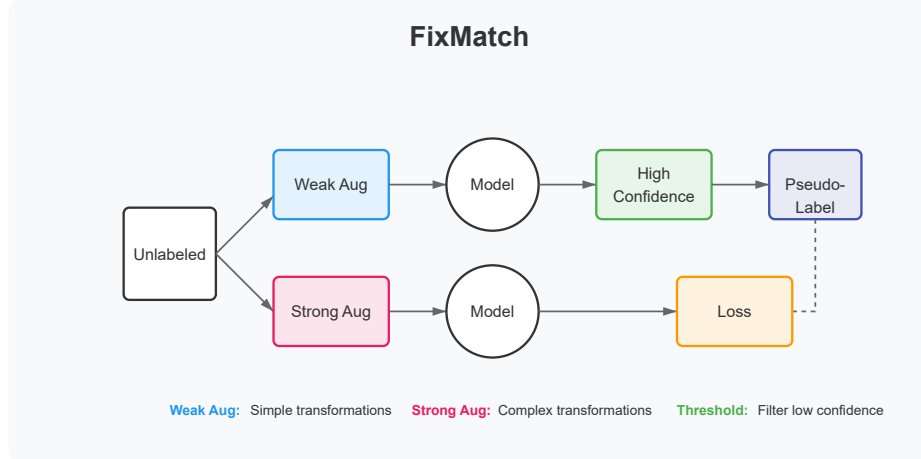 FixMatch
Weak Aug
Model
High
Confidence
Pseudo-
Label
Unlabeled
Strong Aug
Model
Loss
Weak Aug: Simple transformations
Strong Aug: Complex transformations
Threshold: Filter low confidence